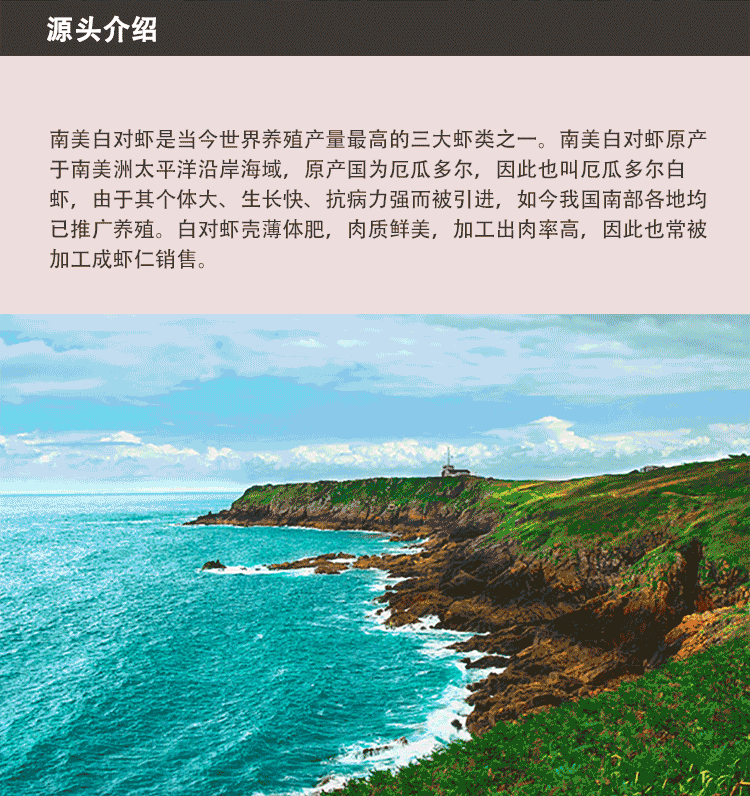 源头介绍
南美白对虾是当今世界养殖产量最高的三大虾类之一。南美白对虾原产
于南美洲太平洋沿岸海域，原产国为厄瓜多尔，因此也叫厄瓜多尔白
虾，由于其个体大、生长快、抗病力强而被引进，如今我国南部各地均
已推广养殖。白对虾壳薄体肥，肉质鲜美，加工出肉率高，因此也常被
加工成虾仁销售。